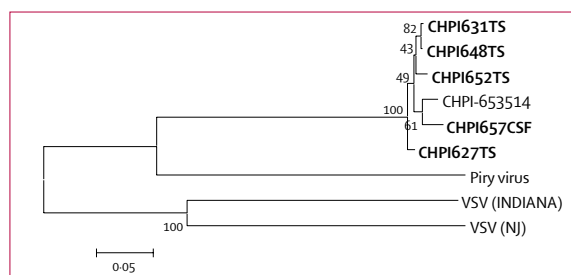 82
CHPI631TS
43
CHPI648TS
49
CHPI652TS
CHPI-653514
100
61
CHPI657CSF
CHPI627TS
Piry virus
VSV (INDIANA)
100
VSV (NJ)
0·05